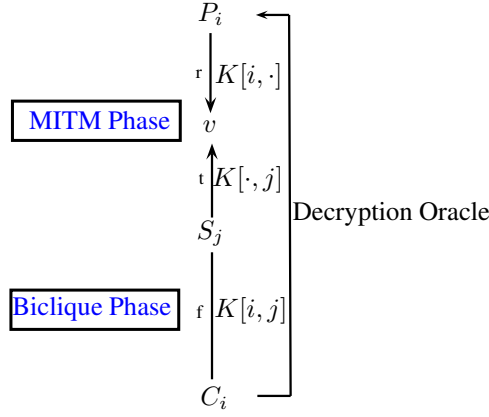 P_i
r K[i, ·]
MITM Phase
v
t K[·, j]
S_j
Decryption Oracle
Biclique Phase
f K[i, j]
C_i